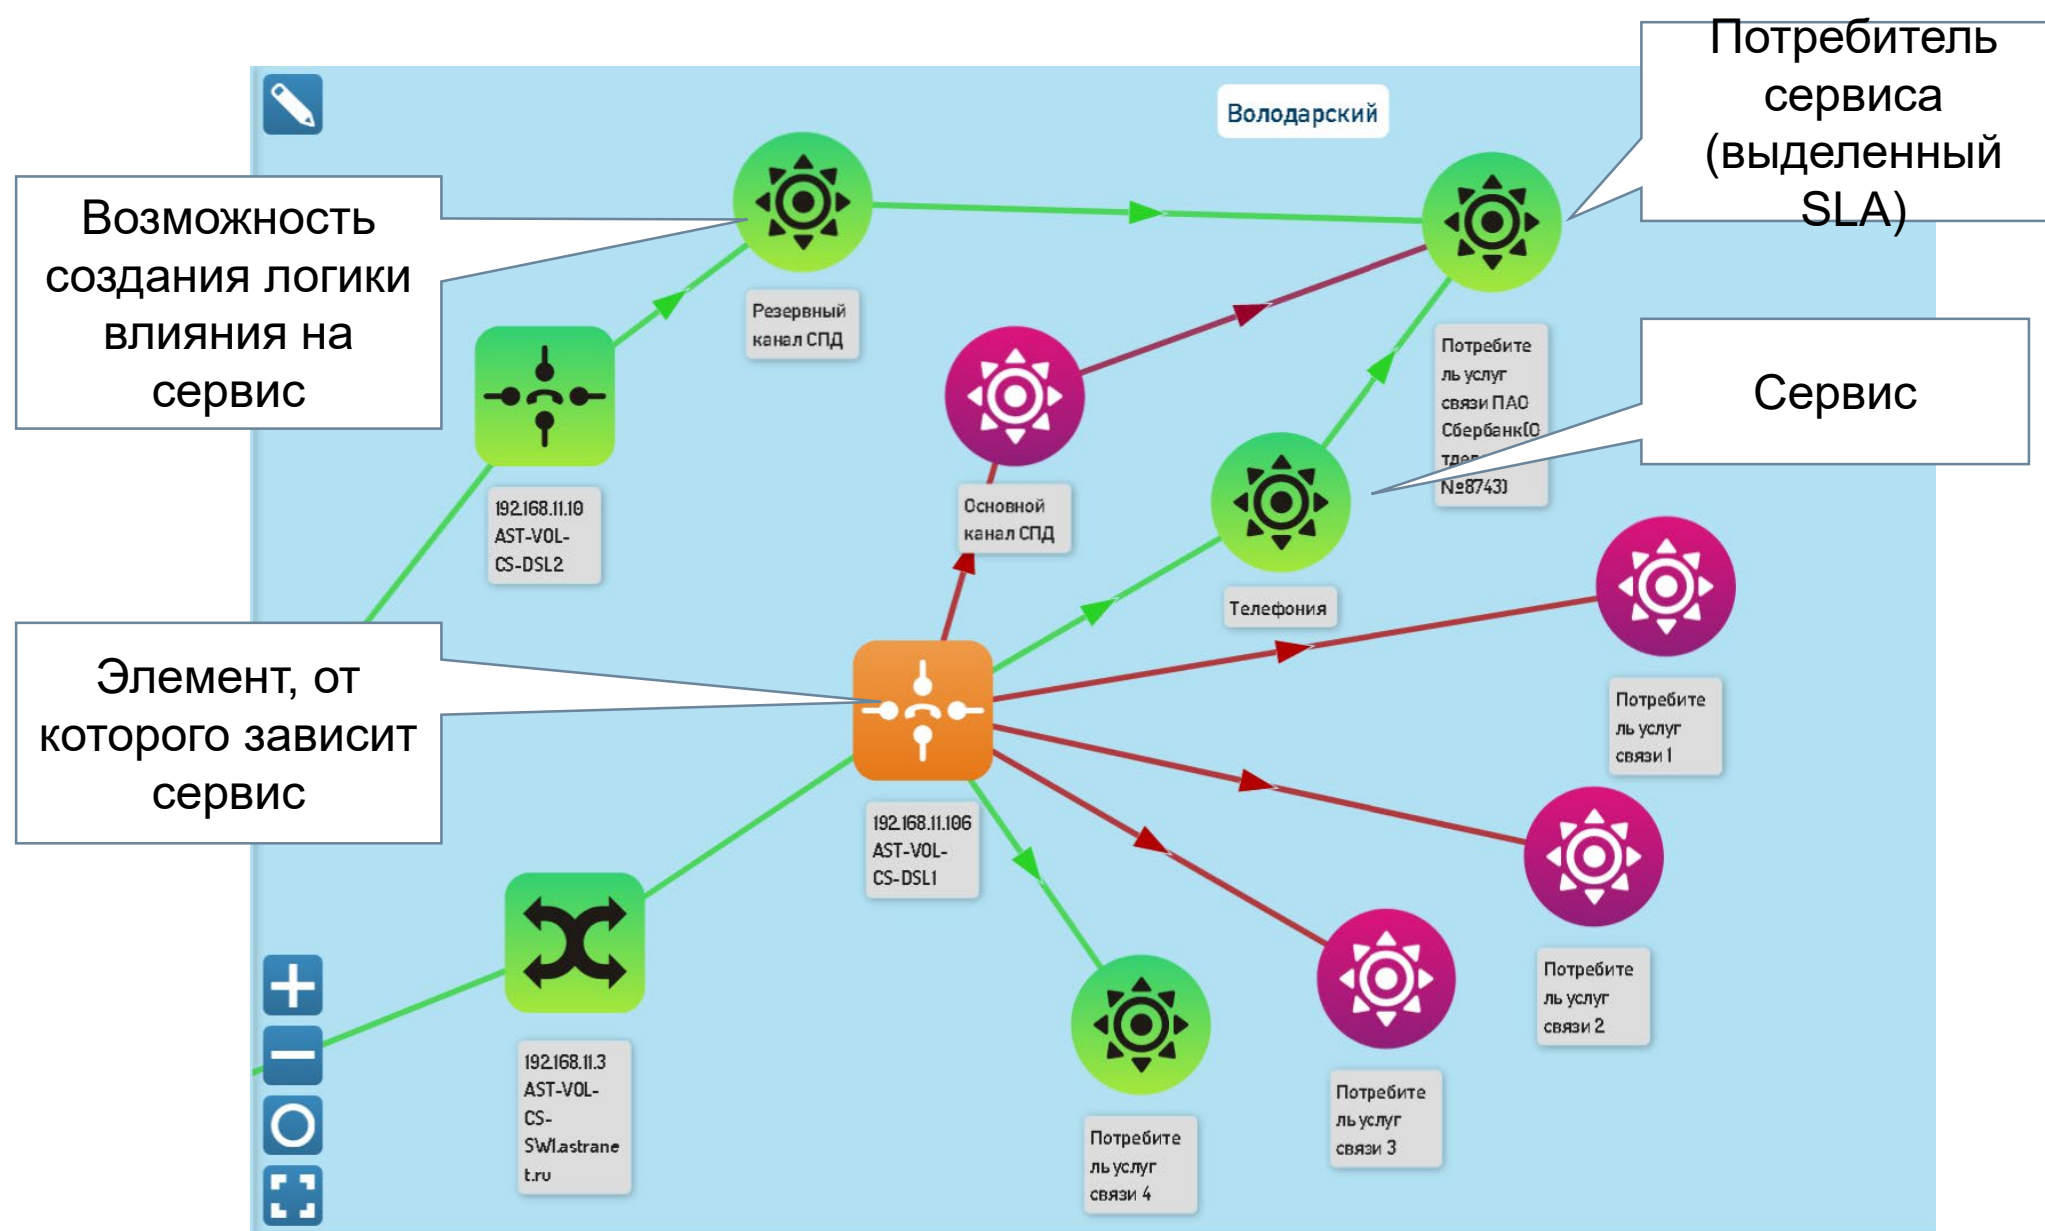 Потребитель
сервиса
(выделенный
SLA)
Володарский
Возможность
создания логики
влияния на
сервис
Резервный
канал СПД
Потребите
ль услуг
связи ПАО
Сбербанк(О
№8743)
Сервис
192.168.11.10
AST-VOL-
CS-DSL2
Основной
канал СПД
Телефония
Элемент, от
которого зависит
сервис
Потребите
ль услуг
связи 1
192.168.11.106
AST-VOL-
CS-DSL1
Потребите
ль услуг
связи 2
192.168.11.3
AST-VOL-
CS-
SW1.astrane
t.ru
Потребите
ль услуг
связи 3
Потребите
ль услуг
связи 4